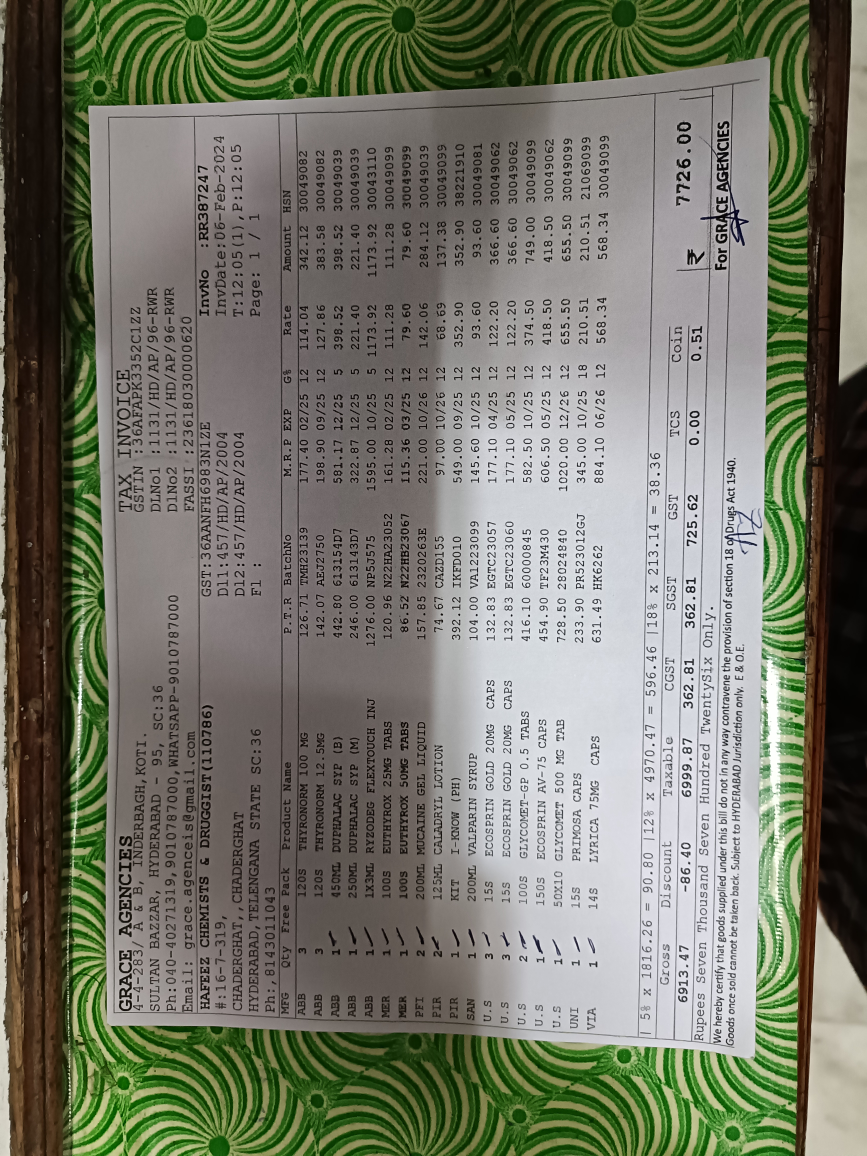 GRACE AGENCIES TAX INVOICE
4-4-283/ A & B, INDERBAGH,KOTI. GSTIN :36AFAPK3352C1ZZ
SULTAN BAZZAR, HYDERABAD - 95, SC:36 DLNo1 :1131/HD/AP/96-RWR
Ph:040-40271319,9010787000,WHATSAPP-9010787000 DlNo2 :1131/HD/AP/96-RWR
Email: grace.agenceis@gmail.com FASSI :23618030000620
HAFEEZ CHEMISTS & DRUGGIST(110786) GST:36AANFH6983N1ZE InvNo :RR387247
#:16-7-319, Dl1:457/HD/AP/2004 InvDate:06-Feb-2024
CHADERGHAT,,CHADERGHAT Dl2:457/HD/AP/2004 T:12:05(1),P:12:05
HYDERABAD,TELENGANA STATE SC:36 Fl : Page: 1 / 1
Ph:,8143011043
MFG Qty Free Pack Product Name P.T.R BatchNo M.R.P EXP G% Rate Amount HSN
ABB 3 120S THYRONORM 100 MG 126.71 TMH23139 177.40 02/25 12 114.04 342.12 30049082
ABB 3 120S THYRONORM 12.5MG 142.07 AEJ2750 198.90 09/25 12 127.86 383.58 30049082
ABB 1 450ML DUPHALAC SYP (B) 442.80 613154D7 581.17 12/25 5 398.52 398.52 30049039
ABB 1 250ML DUPHALAC SYP (M) 246.00 613143D7 322.87 12/25 5 221.40 221.40 30049039
ABB 1 1X3ML RYZODEG FLEXTOUCH INJ 1276.00 NP5J575 1595.00 10/25 5 1173.92 1173.92 30043110
MER 1 100S EUTHYROX 25MG TABS 120.96 N22HA23052 161.28 02/25 12 111.28 111.28 30049099
MER 1 100S EUTHYROX 50MG TABS 86.52 N22HB23067 115.36 03/25 12 79.60 79.60 30049099
PFI 2 200ML MUCAINE GEL LIQUID 157.85 2320263E 221.00 10/26 12 142.06 284.12 30049039
PIR 2 125ML CALADRYL LOTION 74.67 CAZD155 97.00 10/26 12 68.69 137.38 30049099
PIR 1 KIT I-KNOW (PH) 392.12 IKFD010 549.00 09/25 12 352.90 352.90 38221910
SAN 1 200ML VALPARIN SYRUP 104.00 VA1223099 145.60 10/25 12 93.60 93.60 30049081
U.S 3 15S ECOSPRIN GOLD 20MG CAPS 132.83 EGTC23057 177.10 04/25 12 122.20 366.60 30049062
U.S 3 15S ECOSPRIN GOLD 20MG CAPS 132.83 EGTC23060 177.10 05/25 12 122.20 366.60 30049062
U.S 2 100S GLYCOMET-GP 0.5 TABS 416.10 60000845 582.50 10/25 12 374.50 749.00 30049099
U.S 1 150S ECOSPRIN AV-75 CAPS 454.90 TF23M430 606.50 05/25 12 418.50 418.50 30049062
U.S 1 50X10 GLYCOMET 500 MG TAB 728.50 28024840 1020.00 12/26 12 655.50 655.50 30049099
UNI 1 15S PRIMOSA CAPS 233.90 PR523012GJ 345.00 10/25 18 210.51 210.51 21069099
VIA 1 14S LYRICA 75MG CAPS 631.49 HK6262 884.10 06/26 12 568.34 568.34 30049099
| 5% x 1816.26 = 90.80 |12% x 4970.47 = 596.46 |18% x 213.14 = 38.36
Gross Discount Taxable CGST SGST GST TCS Coin
6913.47 -86.40 6999.87 362.81 362.81 725.62 0.00 0.51 ₹ 7726.00
Rupees Seven Thousand Seven Hundred TwentySix Only.
We hereby certify that goods supplied under this bill do not in any way contravene the provision of section 18 of Drugs Act 1940. For GRACE AGENCIES
Goods once sold cannot be taken back. Subject to HYDERABAD Jurisdiction only. E & O.E.